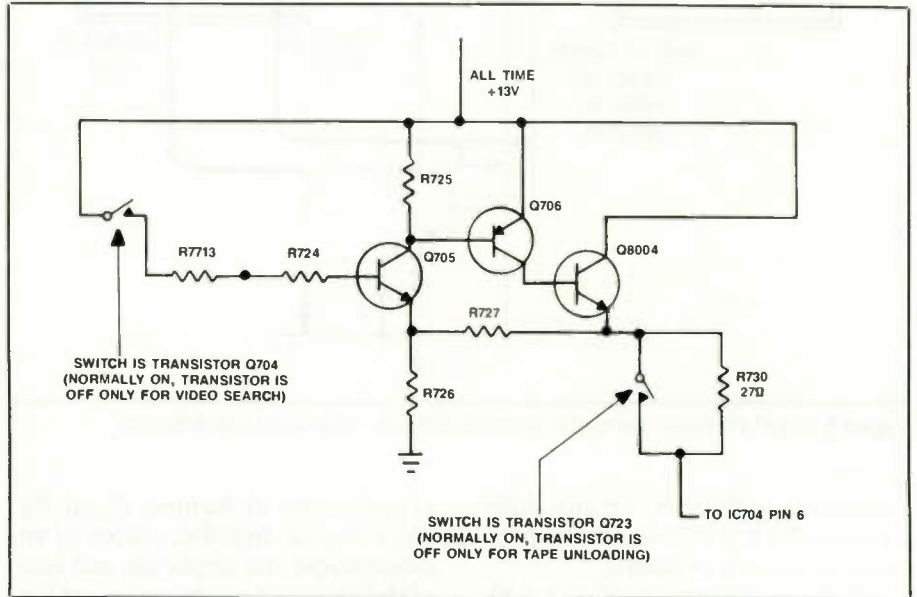 ALL TIME
+13V
R725
Q706
Q8004
R7713
R724
Q705
R727
SWITCH IS TRANSISTOR Q704
(NORMALLY ON, TRANSISTOR IS
OFF ONLY FOR VIDEO SEARCH)
R726
R730
27Ω
SWITCH IS TRANSISTOR Q723
(NORMALLY ON, TRANSISTOR IS
OFF ONLY FOR TAPE UNLOADING)
TO IC704 PIN 6